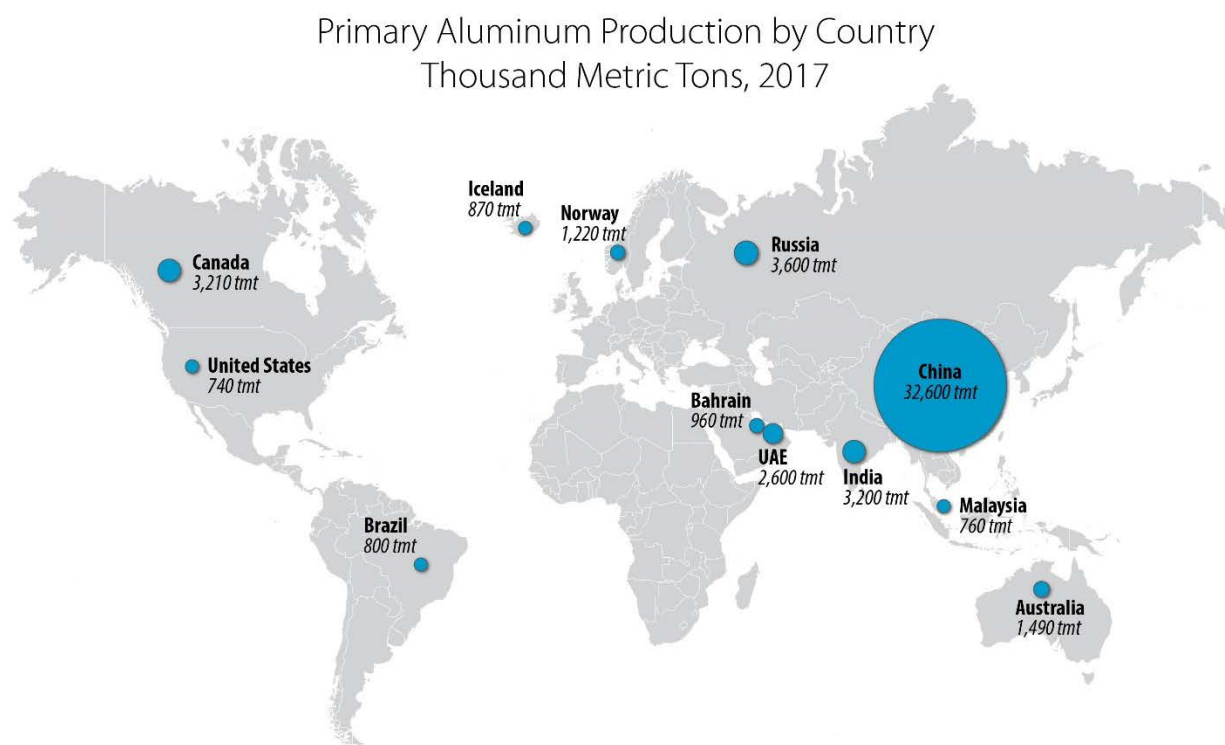 Primary Aluminum Production by Country
Thousand Metric Tons, 2017
Iceland
870 tmt
Norway
1,220 tmt
Russia
3,600 tmt
Canada
3,210 tmt
United States
740 tmt
China
32,600 tmt
Bahrain
960 tmt
UAE
2,600 tmt
India
3,200 tmt
Malaysia
760 tmt
Brazil
800 tmt
Australia
1,490 tmt